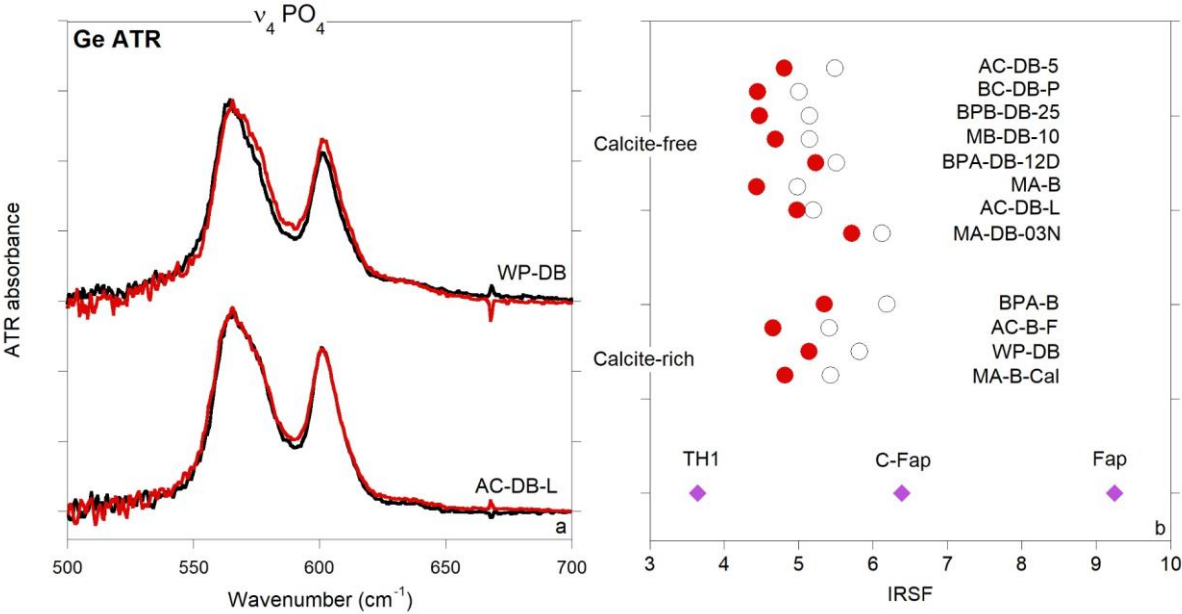 ν4 PO4
Ge ATR
WP-DB
AC-DB-L
a
ATR absorbance
500
550
600
650
700
Wavenumber (cm-1)
AC-DB-5
BC-DB-P
BPB-DB-25
Calcite-free
MB-DB-10
BPA-DB-12D
MA-B
AC-DB-L
MA-DB-03N
BPA-B
AC-B-F
Calcite-rich
WP-DB
MA-B-Cal
TH1
C-Fap
Fap
b
3
4
5
6
7
8
9
10
IRSF